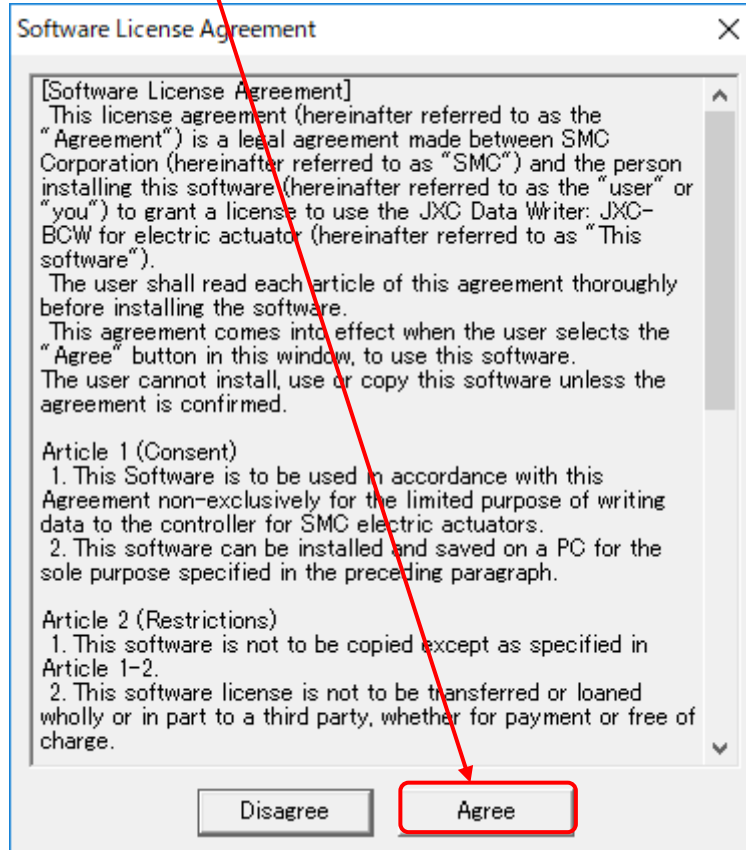 Software License Agreement
[Software License Agreement]
This license agreement (hereinafter referred to as the
"Agreement") is a legal agreement made between SMC
Corporation (hereinafter referred to as "SMC") and the person
installing this software (hereinafter referred to as the "user" or
"you") to grant a license to use the JXC Data Writer: JXC-
BCW for electric actuator (hereinafter referred to as "This
software").
The user shall read each article of this agreement thoroughly
before installing the software.
This agreement comes into effect when the user selects the
"Agree" button in this window, to use this software.
The user cannot install, use or copy this software unless the
agreement is confirmed.
Article 1 (Consent)
1. This Software is to be used in accordance with this
Agreement non-exclusively for the limited purpose of writing
data to the controller for SMC electric actuators.
2. This software can be installed and saved on a PC for the
sole purpose specified in the preceding paragraph.
Article 2 (Restrictions)
1. This software is not to be copied except as specified in
Article 1-2.
2. This software license is not to be transferred or loaned
wholly or in part to a third party, whether for payment or free of
charge.
Disagree
Agree